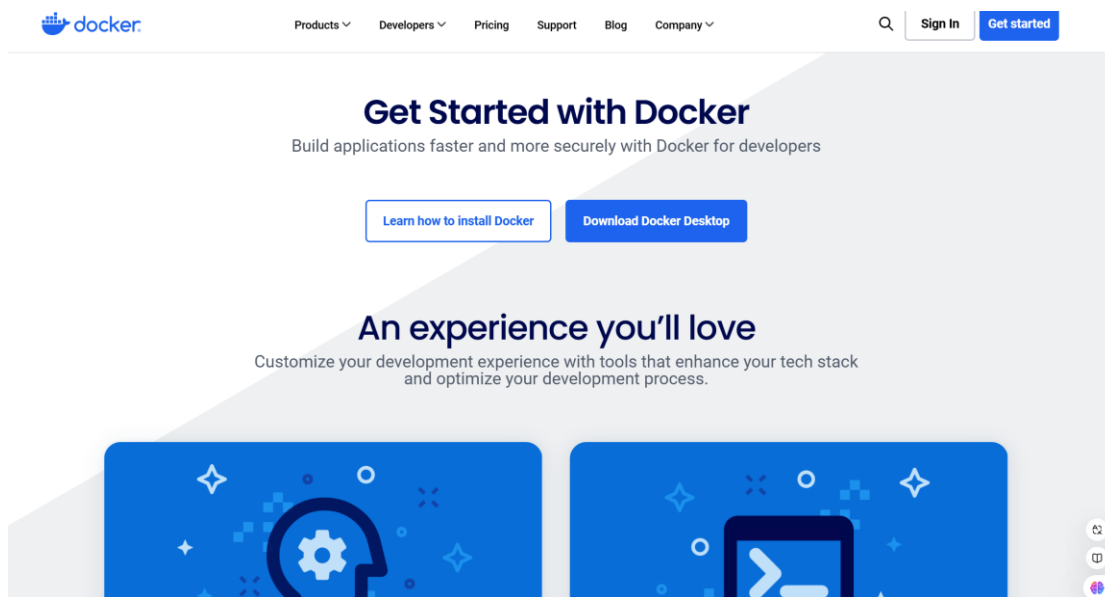 docker
Products Developers Pricing Support Blog Company Sign In Get started
Get Started with Docker
Build applications faster and more securely with Docker for developers
Learn how to install Docker Download Docker Desktop
An experience you'll love
Customize your development experience with tools that enhance your tech stack
and optimize your development process.